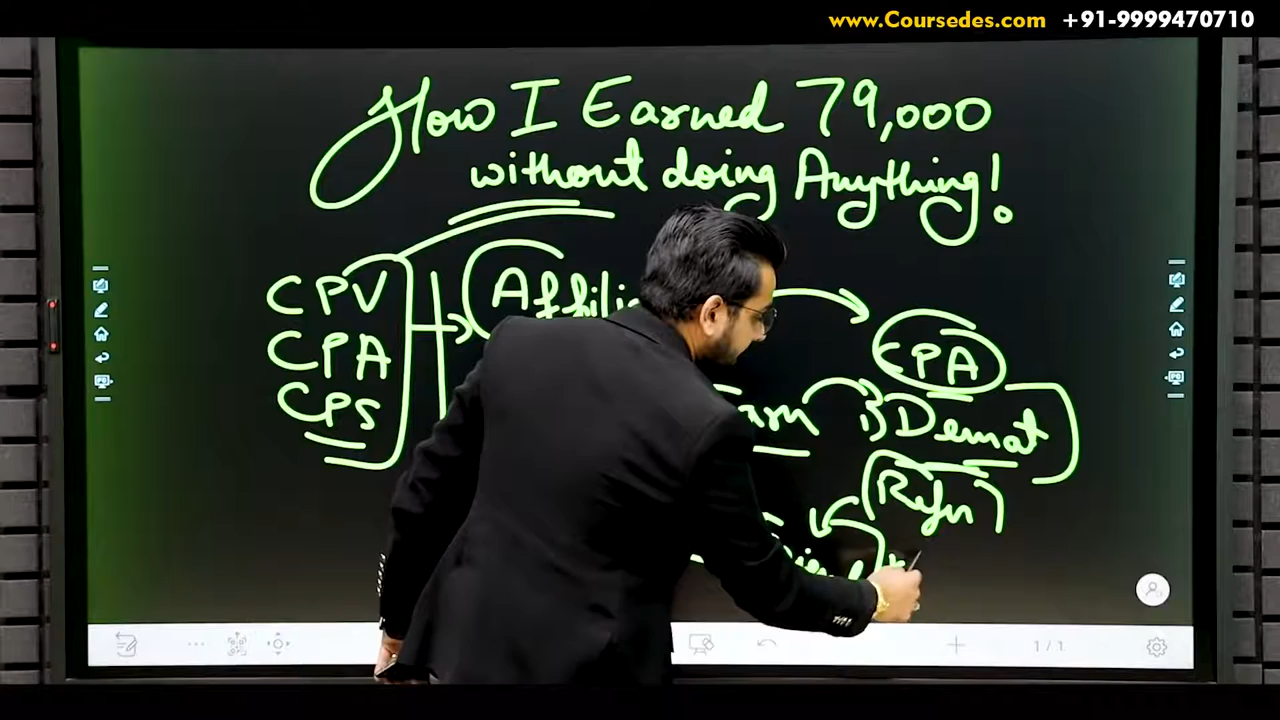 www.Coursedes.com +91-9999470710
How I Earned 79,000
without doing Anything!
CPV
CPA
CPS
Affili
CPA
Demat
Refer
1/1